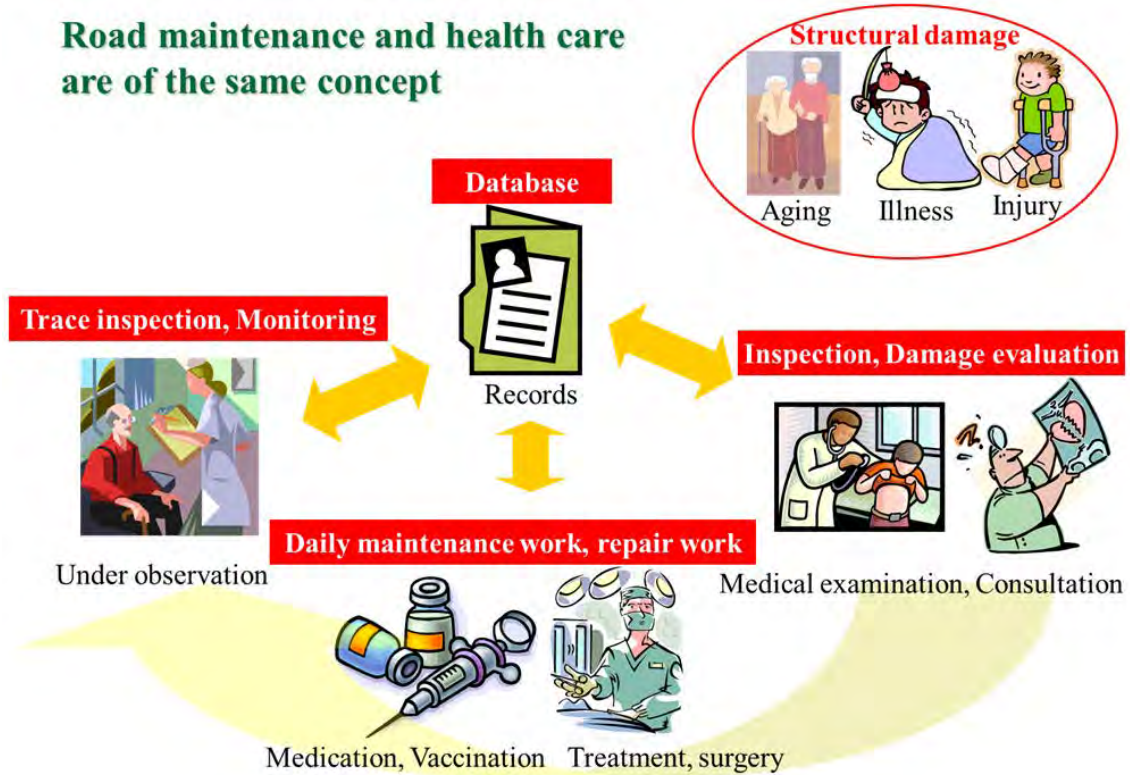 Road maintenance and health care
are of the same concept
Structural damage
Aging
Illness
Injury
Database
Records
Trace inspection, Monitoring
Under observation
Inspection, Damage evaluation
Medical examination, Consultation
Daily maintenance work, repair work
Medication, Vaccination
Treatment, surgery